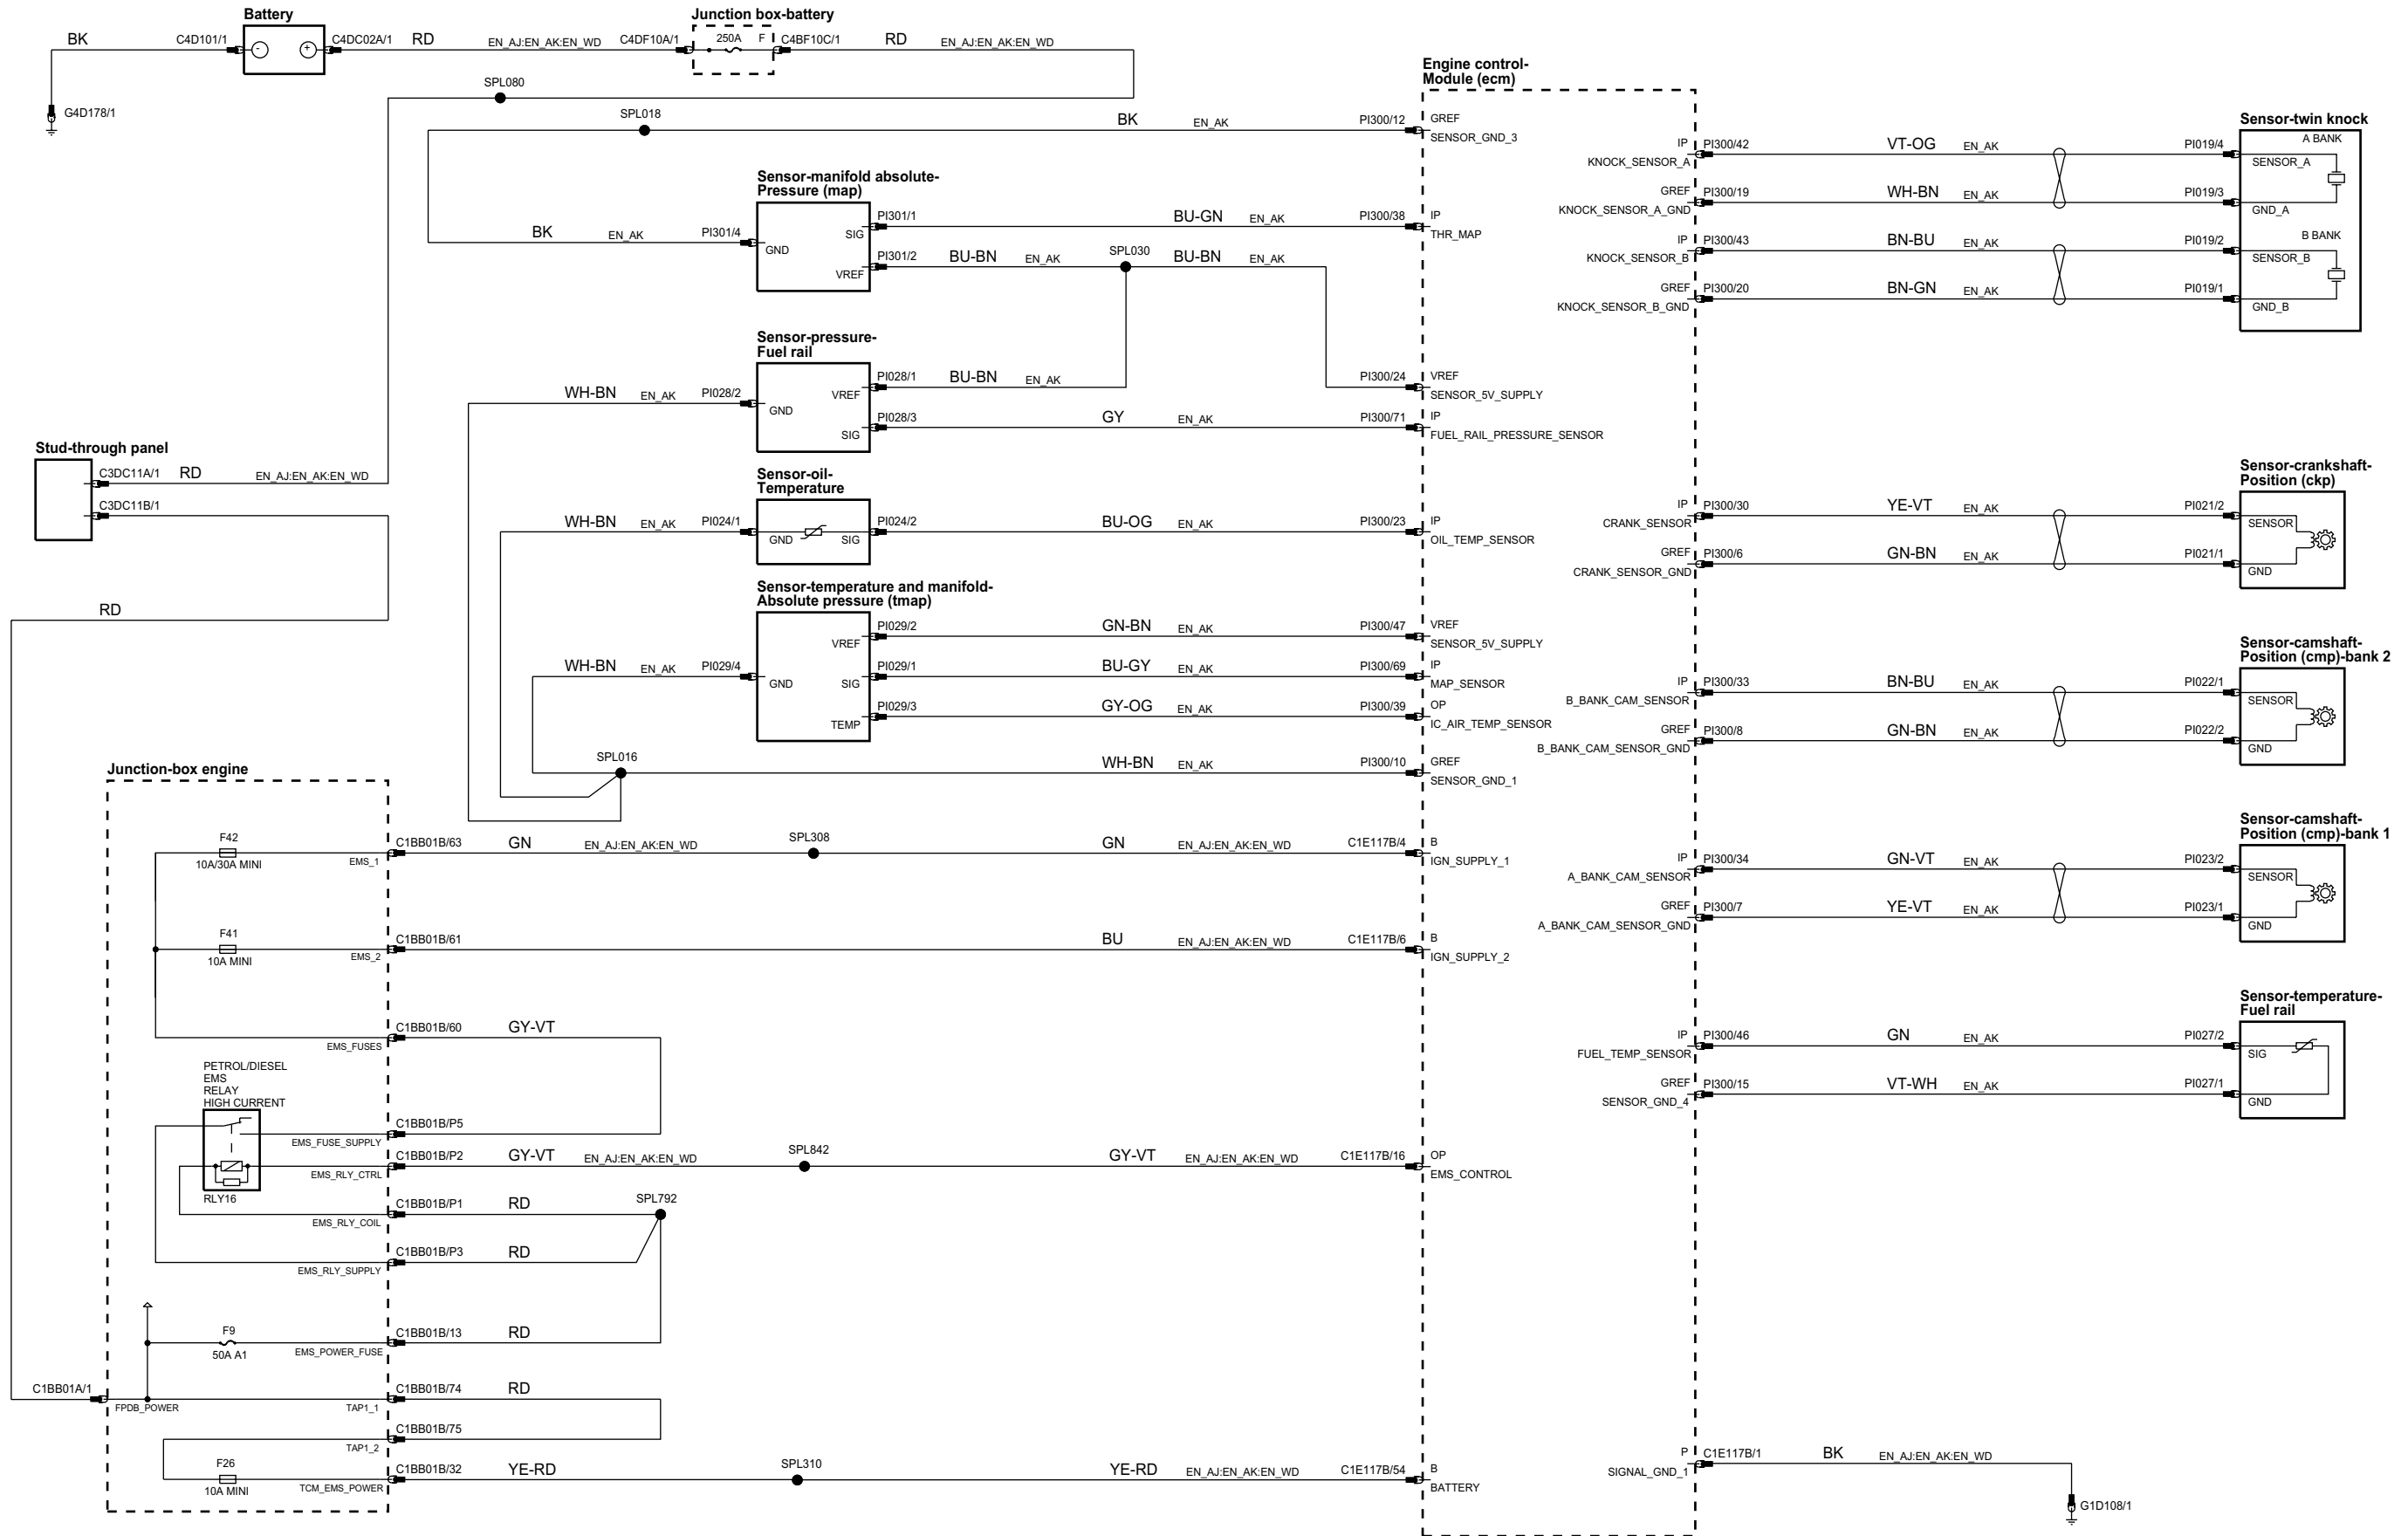 Battery
BK
C4D101/1
-
+
C4DC02A/1
RD
EN_AJ:EN_AK:EN_WD
C4DF10A/1
Junction box-battery
250A
F
C4BF10C/1
RD
EN_AJ:EN_AK:EN_WD
G4D178/1
SPL080
SPL018
BK
EN_AK
PI300/12
Engine control-
Module (ecm)
GREF
SENSOR_GND_3
Sensor-manifold absolute-
Pressure (map)
BK
EN_AK
PI301/4
GND
SIG
VREF
PI301/1
BU-GN
EN_AK
PI300/38
IP
THR_MAP
PI301/2
BU-BN
EN_AK
SPL030
BU-BN
EN_AK
Sensor-pressure-
Fuel rail
WH-BN
EN_AK
PI028/2
GND
VREF
SIG
PI028/1
BU-BN
EN_AK
PI300/24
VREF
SENSOR_5V_SUPPLY
PI028/3
GY
EN_AK
PI300/71
IP
FUEL_RAIL_PRESSURE_SENSOR
Stud-through panel
C3DC11A/1
RD
EN_AJ:EN_AK:EN_WD
C3DC11B/1
RD
Sensor-oil-
Temperature
WH-BN
EN_AK
PI024/1
GND
SIG
PI024/2
BU-OG
EN_AK
PI300/23
IP
OIL_TEMP_SENSOR
Sensor-temperature and manifold-
Absolute pressure (tmap)
WH-BN
EN_AK
PI029/4
GND
VREF
SIG
TEMP
PI029/2
GN-BN
EN_AK
PI300/47
VREF
SENSOR_5V_SUPPLY
PI029/1
BU-GY
EN_AK
PI300/69
IP
MAP_SENSOR
PI029/3
GY-OG
EN_AK
PI300/39
OP
IC_AIR_TEMP_SENSOR
SPL016
WH-BN
EN_AK
PI300/10
GREF
SENSOR_GND_1
Junction-box engine
F42
10A/30A MINI
EMS_1
C1BB01B/63
GN
EN_AJ:EN_AK:EN_WD
SPL308
GN
EN_AJ:EN_AK:EN_WD
C1E117B/4
B
IGN_SUPPLY_1
F41
10A MINI
EMS_2
C1BB01B/61
BU
EN_AJ:EN_AK:EN_WD
C1E117B/6
B
IGN_SUPPLY_2
C1BB01B/60
GY-VT
EMS_FUSES
PETROL/DIESEL
EMS
RELAY
HIGH CURRENT
RLY16
C1BB01B/P5
EMS_FUSE_SUPPLY
C1BB01B/P2
GY-VT
EN_AJ:EN_AK:EN_WD
EMS_RLY_CTRL
SPL842
GY-VT
EN_AJ:EN_AK:EN_WD
C1E117B/16
OP
EMS_CONTROL
C1BB01B/P1
RD
EMS_RLY_COIL
SPL792
C1BB01B/P3
RD
EMS_RLY_SUPPLY
F9
50A A1
C1BB01B/13
RD
EMS_POWER_FUSE
C1BB01A/1
FPDB_POWER
C1BB01B/74
RD
TAP1_1
C1BB01B/75
TAP1_2
F26
10A MINI
C1BB01B/32
YE-RD
TCM_EMS_POWER
SPL310
YE-RD
EN_AJ:EN_AK:EN_WD
C1E117B/54
B
BATTERY
Sensor-twin knock
A BANK
IP
KNOCK_SENSOR_A
PI300/42
VT-OG
EN_AK
PI019/4
SENSOR_A
GREF
KNOCK_SENSOR_A_GND
PI300/19
WH-BN
EN_AK
PI019/3
GND_A
B BANK
IP
KNOCK_SENSOR_B
PI300/43
BN-BU
EN_AK
PI019/2
SENSOR_B
GREF
KNOCK_SENSOR_B_GND
PI300/20
BN-GN
EN_AK
PI019/1
GND_B
Sensor-crankshaft-
Position (ckp)
IP
CRANK_SENSOR
PI300/30
YE-VT
EN_AK
PI021/2
SENSOR
GREF
CRANK_SENSOR_GND
PI300/6
GN-BN
EN_AK
PI021/1
GND
Sensor-camshaft-
Position (cmp)-bank 2
IP
B_BANK_CAM_SENSOR
PI300/33
BN-BU
EN_AK
PI022/1
SENSOR
GREF
B_BANK_CAM_SENSOR_GND
PI300/8
GN-BN
EN_AK
PI022/2
GND
Sensor-camshaft-
Position (cmp)-bank 1
IP
A_BANK_CAM_SENSOR
PI300/34
GN-VT
EN_AK
PI023/2
SENSOR
GREF
A_BANK_CAM_SENSOR_GND
PI300/7
YE-VT
EN_AK
PI023/1
GND
Sensor-temperature-
Fuel rail
IP
FUEL_TEMP_SENSOR
PI300/46
GN
EN_AK
PI027/2
SIG
GREF
SENSOR_GND_4
PI300/15
VT-WH
EN_AK
PI027/1
GND
P
SIGNAL_GND_1
C1E117B/1
BK
EN_AJ:EN_AK:EN_WD
G1D108/1